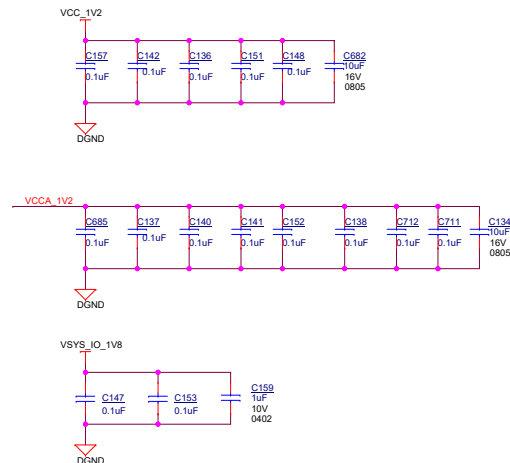 VCC_1V2
C157 C142 C136 C151 C148 C682
0.1uF 0.1uF 0.1uF 0.1uF 0.1uF 10uF
16V
0805
DGND
VCCA_1V2
C685 C137 C140 C141 C152 C138 C712 C711 C134
0.1uF 0.1uF 0.1uF 0.1uF 0.1uF 0.1uF 0.1uF 0.1uF 10uF
16V
0805
DGND
VSYS_IO_1V8
C147 C153 C159
0.1uF 0.1uF 1uF
10V
0402
DGND